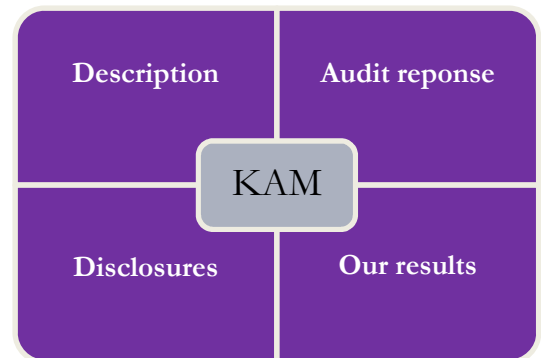 Description
Audit reponse
KAM
Disclosures
Our results